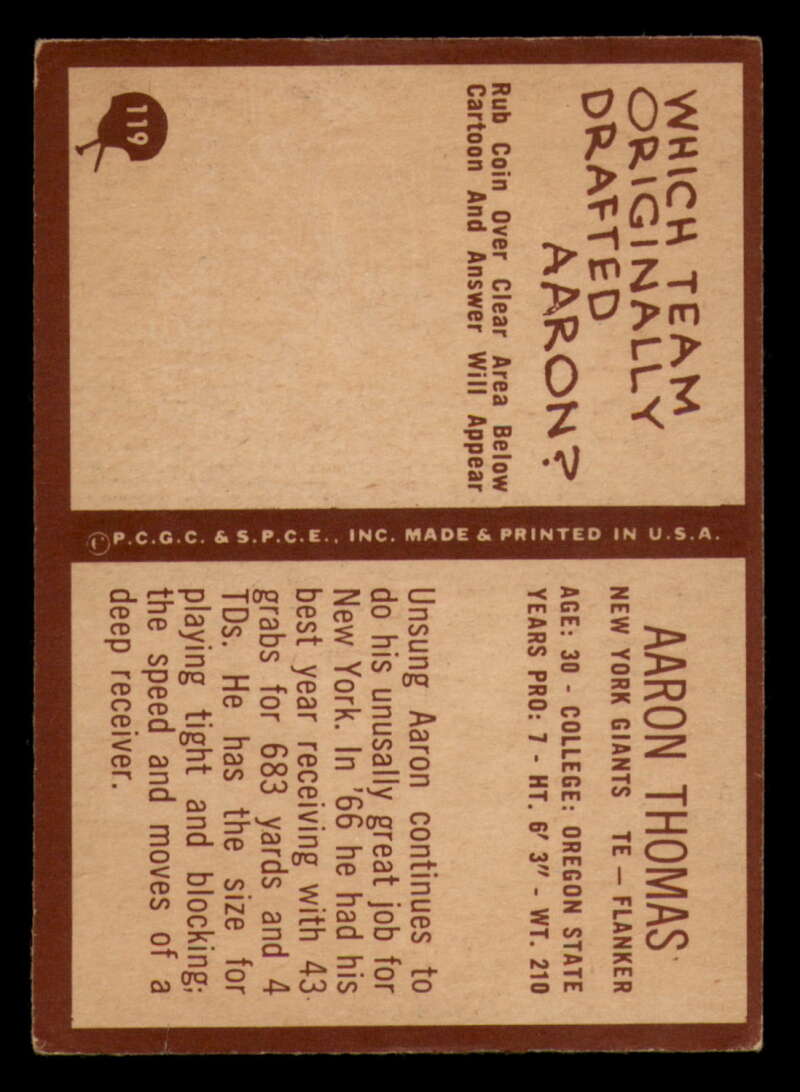 WHICH TEAM
ORIGINALLY
DRAFTED
AARON?
Rub Coin Over Clear Area Below
Cartoon And Answer Will Appear
119
© P.C.G.C. & S.P.C.E., INC. MADE & PRINTED IN U.S.A.
AARON THOMAS
NEW YORK GIANTS TE — FLANKER
AGE: 30 - COLLEGE: OREGON STATE
YEARS PRO: 7 - HT. 6' 3" - WT. 210
Unsung Aaron continues to
do his unusally great job for
New York. In '66 he had his
best year receiving with 43
grabs for 683 yards and 4
TDs. He has the size for
playing tight and blocking;
the speed and moves of a
deep receiver.